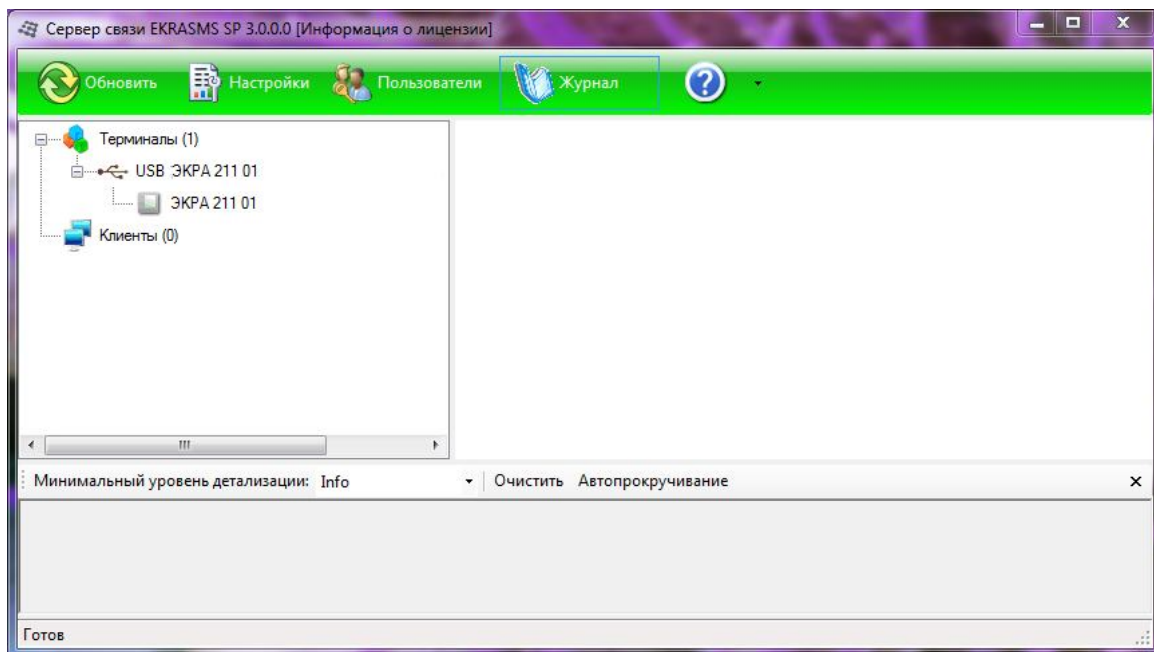 Сервер связи EKRASMS SP 3.0.0.0 [Информация о лицензии]
Обновить Настройки Пользователи Журнал
Терминалы (1)
USB ЭКРА 211 01
ЭКРА 211 01
Клиенты (0)
Минимальный уровень детализации: Info Очистить Автопрокручивание
Готов